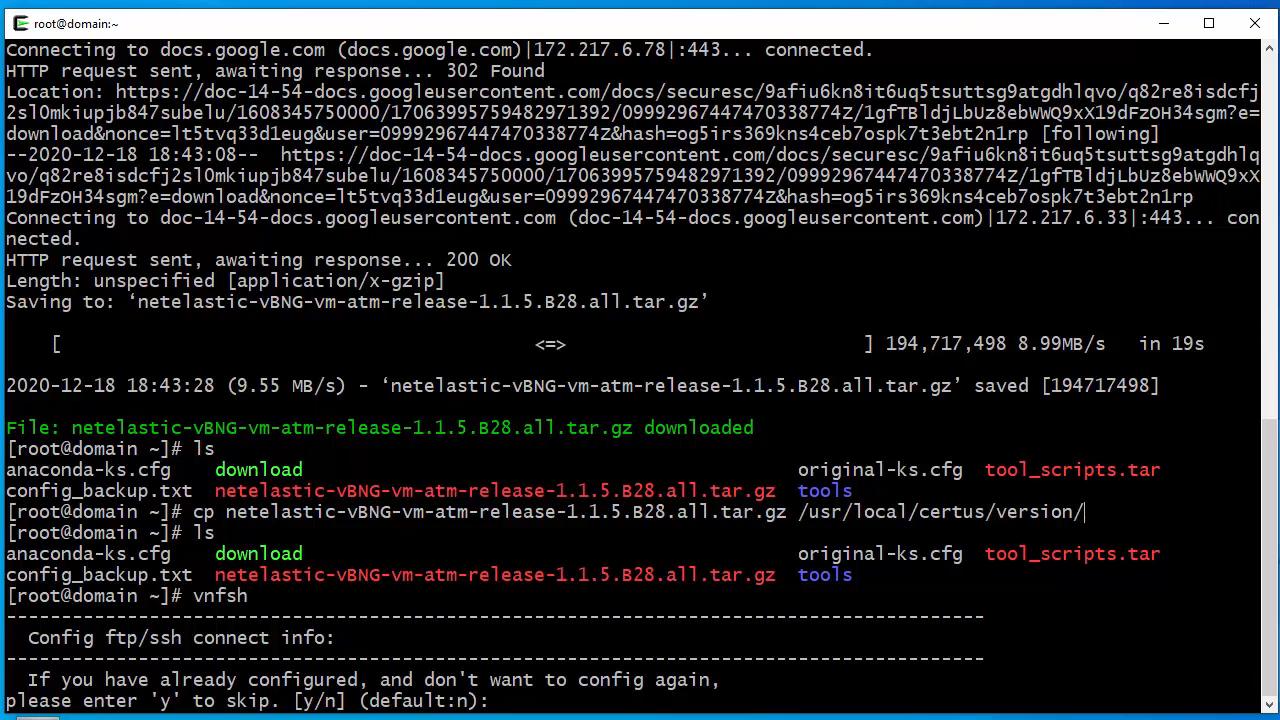 root@domain:~
Connecting to docs.google.com (docs.google.com)|172.217.6.78|:443... connected.
HTTP request sent, awaiting response... 302 Found
Location: https://doc-14-54-docs.googleusercontent.com/docs/securesc/9afiu6kn8it6uq5tsuttsg9atgdhlqvo/q82re8isdcfj
2sl0mkiupjb847subelu/1608345750000/17063995759482971392/09992967447470338774Z/1gfTBldjLbUz8ebWWQ9xX19dFzOH34sgm?e=
download&nonce=lt5tvq33d1eug&user=09992967447470338774Z&hash=og5irs369kns4ceb7ospk7t3ebt2n1rp [following]
--2020-12-18 18:43:08--  https://doc-14-54-docs.googleusercontent.com/docs/securesc/9afiu6kn8it6uq5tsuttsg9atgdhlq
vo/q82re8isdcfj2sl0mkiupjb847subelu/1608345750000/17063995759482971392/09992967447470338774Z/1gfTBldjLbUz8ebWWQ9xX
19dFzOH34sgm?e=download&nonce=lt5tvq33d1eug&user=09992967447470338774Z&hash=og5irs369kns4ceb7ospk7t3ebt2n1rp
Connecting to doc-14-54-docs.googleusercontent.com (doc-14-54-docs.googleusercontent.com)|172.217.6.33|:443... con
nected.
HTTP request sent, awaiting response... 200 OK
Length: unspecified [application/x-gzip]
Saving to: ‘netelastic-vBNG-vm-atm-release-1.1.5.B28.all.tar.gz’
[ <=> ] 194,717,498 8.99MB/s in 19s
2020-12-18 18:43:28 (9.55 MB/s) - ‘netelastic-vBNG-vm-atm-release-1.1.5.B28.all.tar.gz’ saved [194717498]
File: netelastic-vBNG-vm-atm-release-1.1.5.B28.all.tar.gz downloaded
[root@domain ~]# ls
anaconda-ks.cfg download original-ks.cfg tool_scripts.tar
config_backup.txt netelastic-vBNG-vm-atm-release-1.1.5.B28.all.tar.gz tools
[root@domain ~]# cp netelastic-vBNG-vm-atm-release-1.1.5.B28.all.tar.gz /usr/local/certus/version/
[root@domain ~]# ls
anaconda-ks.cfg download original-ks.cfg tool_scripts.tar
config_backup.txt netelastic-vBNG-vm-atm-release-1.1.5.B28.all.tar.gz tools
[root@domain ~]# vnfsh
------------------------------------------------------------------------------------------
Config ftp/ssh connect info:
------------------------------------------------------------------------------------------
If you have already configured, and don't want to config again,
please enter 'y' to skip. [y/n] (default:n):